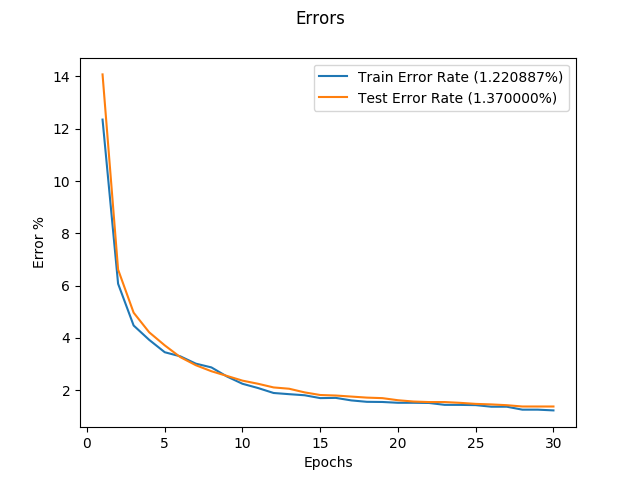 Errors
Train Error Rate (1.220887%)
Test Error Rate (1.370000%)
14
12
10
8
6
4
2
Error %
0 5 10 15 20 25 30
Epochs